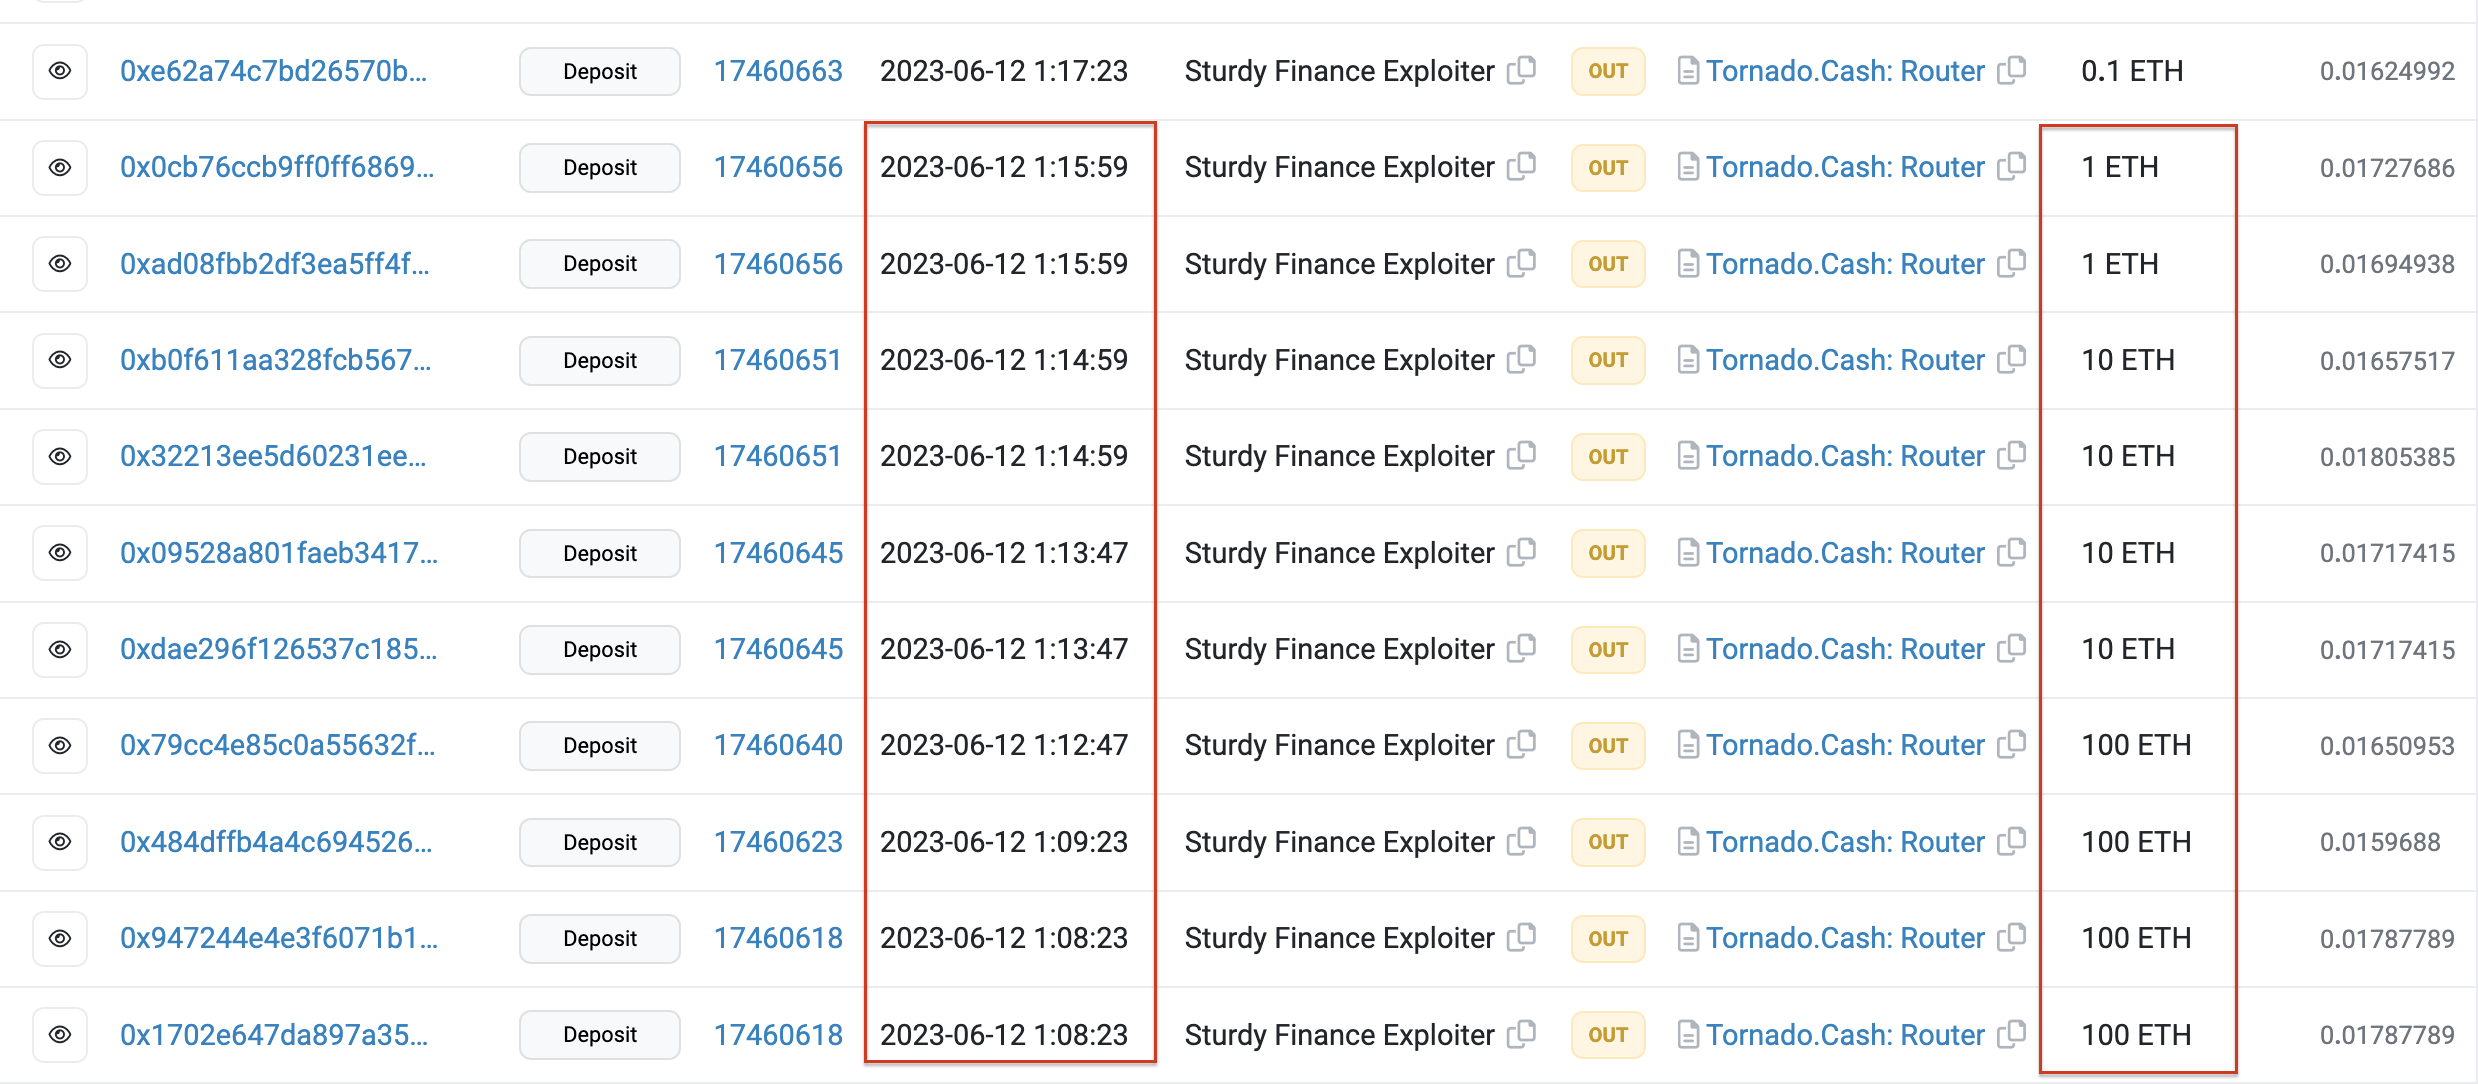 0xe62a74c7bd26570b... Deposit 17460663 2023-06-12 1:17:23 Sturdy Finance Exploiter OUT Tornado.Cash: Router 0.1 ETH 0.01624992
0x0cb76ccb9ff0ff6869... Deposit 17460656 2023-06-12 1:15:59 Sturdy Finance Exploiter OUT Tornado.Cash: Router 1 ETH 0.01727686
0xad08fbb2df3ea5ff4f... Deposit 17460656 2023-06-12 1:15:59 Sturdy Finance Exploiter OUT Tornado.Cash: Router 1 ETH 0.01694938
0xb0f611aa328fcb567... Deposit 17460651 2023-06-12 1:14:59 Sturdy Finance Exploiter OUT Tornado.Cash: Router 10 ETH 0.01657517
0x32213ee5d60231ee... Deposit 17460651 2023-06-12 1:14:59 Sturdy Finance Exploiter OUT Tornado.Cash: Router 10 ETH 0.01805385
0x09528a801faeb3417... Deposit 17460645 2023-06-12 1:13:47 Sturdy Finance Exploiter OUT Tornado.Cash: Router 10 ETH 0.01717415
0xdae296f126537c185... Deposit 17460645 2023-06-12 1:13:47 Sturdy Finance Exploiter OUT Tornado.Cash: Router 10 ETH 0.01717415
0x79cc4e85c0a55632f... Deposit 17460640 2023-06-12 1:12:47 Sturdy Finance Exploiter OUT Tornado.Cash: Router 100 ETH 0.01650953
0x484dffb4a4c694526... Deposit 17460623 2023-06-12 1:09:23 Sturdy Finance Exploiter OUT Tornado.Cash: Router 100 ETH 0.0159688
0x947244e4e3f6071b1... Deposit 17460618 2023-06-12 1:08:23 Sturdy Finance Exploiter OUT Tornado.Cash: Router 100 ETH 0.01787789
0x1702e647da897a35... Deposit 17460618 2023-06-12 1:08:23 Sturdy Finance Exploiter OUT Tornado.Cash: Router 100 ETH 0.01787789